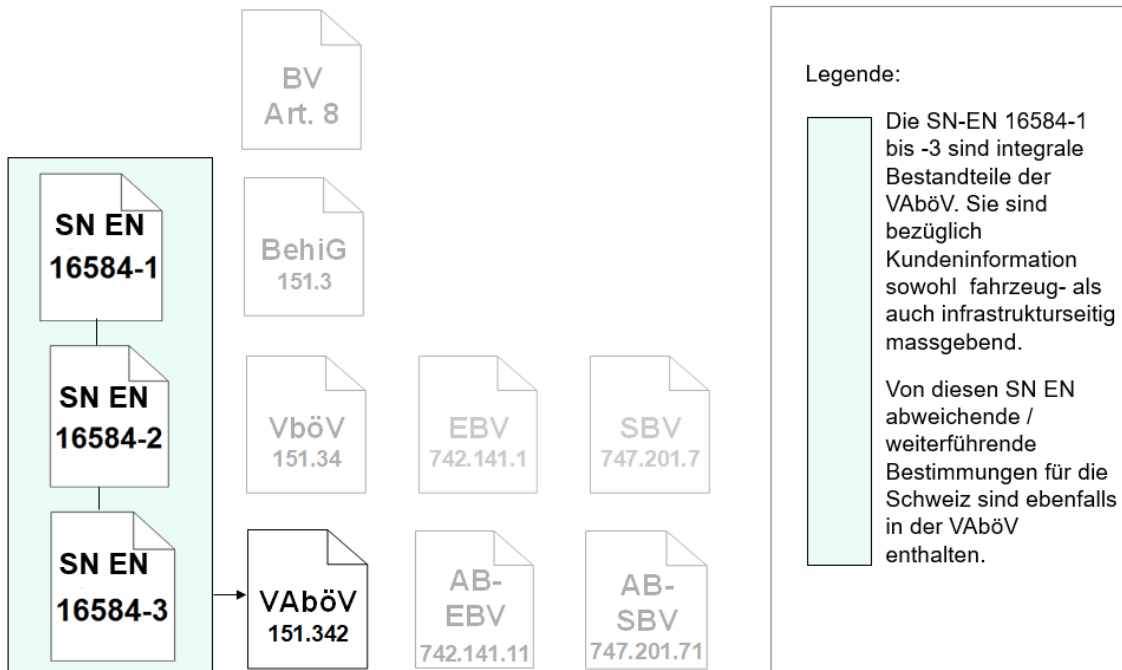 BV
Art. 8
SN EN
16584-1
BehiG
151.3
SN EN
16584-2
VböV
151.34
EBV
742.141.1
SBV
747.201.7
SN EN
16584-3
VAböV
151.342
AB-
EBV
742.141.11
AB-
SBV
747.201.71
Legende:
Die SN-EN 16584-1
bis -3 sind integrale
Bestandteile der
VAböV. Sie sind
bezüglich
Kundeninformation
sowohl fahrzeug- als
auch infrastrukturseitig
massgebend.
Von diesen SN EN
abweichende /
weiterführende
Bestimmungen für die
Schweiz sind ebenfalls
in der VAböV
enthalten.